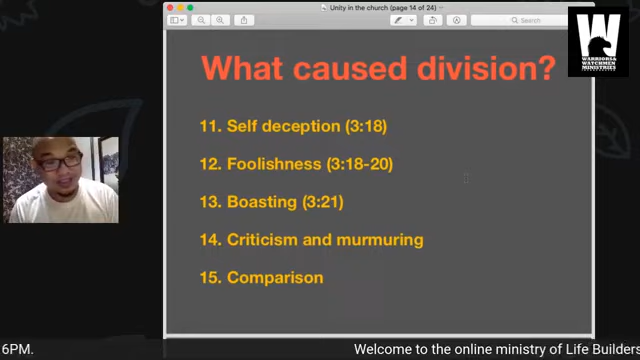 Unity in the church (page 14 of 24)
Search
WARRIORS &
WATCHMEN
MINISTRIES
What caused division?
11. Self deception (3:18)
12. Foolishness (3:18-20)
13. Boasting (3:21)
14. Criticism and murmuring
15. Comparison
6PM.
Welcome to the online ministry of Life Builders